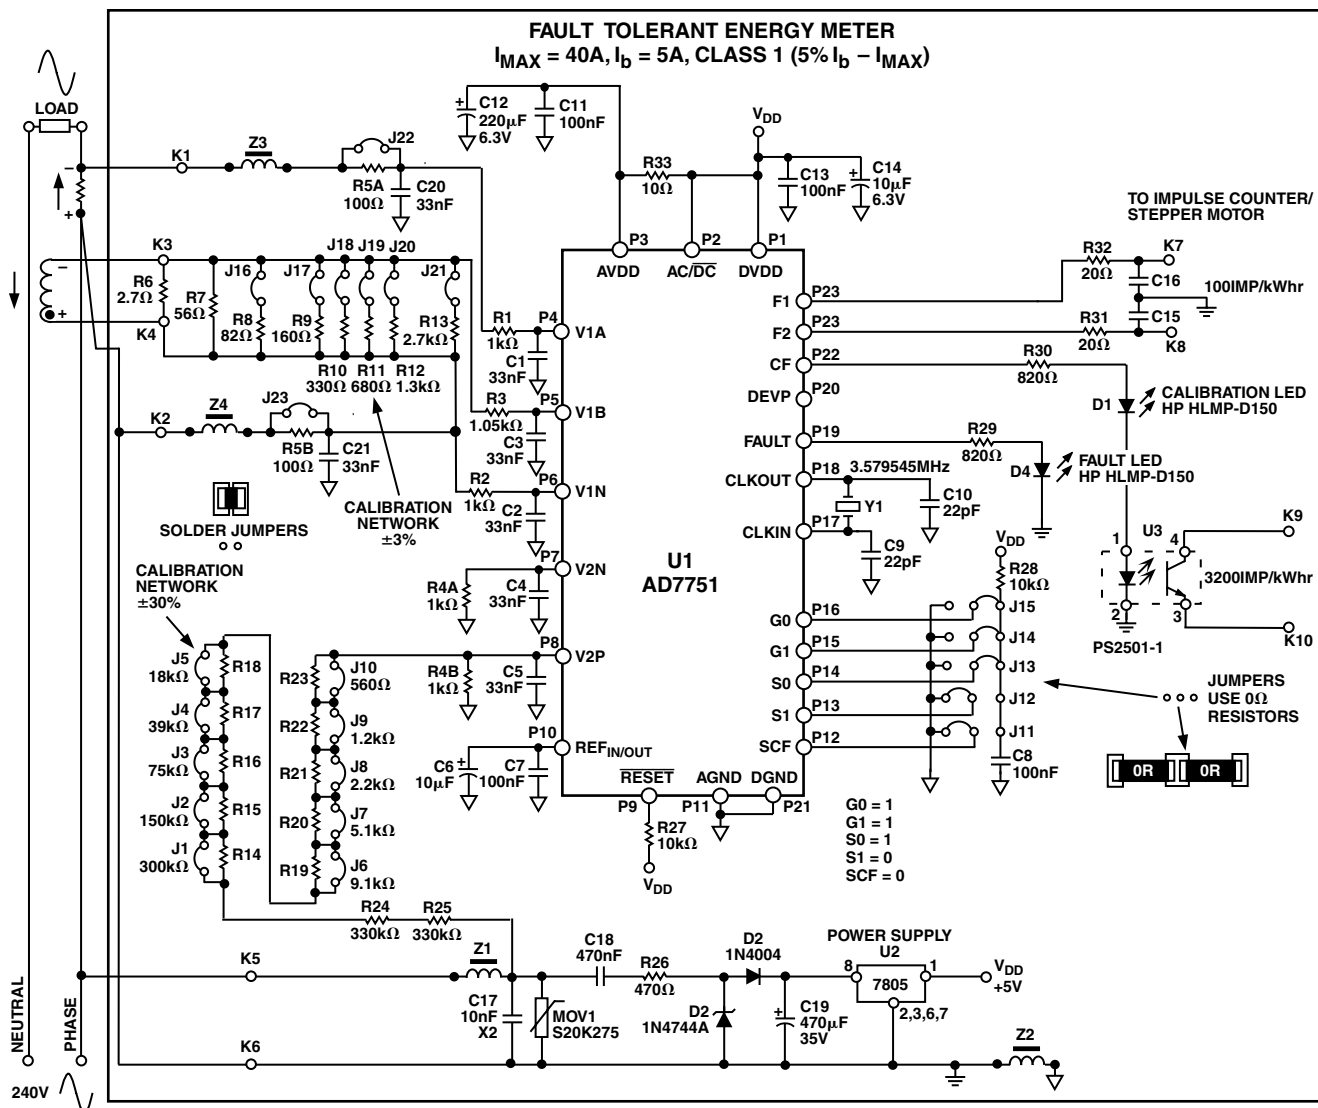 FAULT TOLERANT ENERGY METER
IMAX = 40A, Ib = 5A, CLASS 1 (5% Ib – IMAX)
LOAD
–
+
K1
Z3
J22
R5A
100Ω
C20
33nF
+
C12
220µF
6.3V
C11
100nF
VDD
R33
10Ω
C13
100nF
+
C14
10µF
6.3V
TO IMPULSE COUNTER/
STEPPER MOTOR
P3
P2
P1
AVDD
AC/DC
DVDD
K3
–
+
R6
2.7Ω
K4
R7
56Ω
J16
R8
82Ω
J17
R9
160Ω
J18
J19
J20
J21
R13
2.7kΩ
R10
330Ω
R11
680Ω
R12
1.3kΩ
R1
1kΩ
P4
V1A
C1
33nF
R3
1.05kΩ
P5
V1B
C3
33nF
K2
Z4
J23
R5B
100Ω
C21
33nF
R2
1kΩ
P6
V1N
C2
33nF
SOLDER JUMPERS
CALIBRATION
NETWORK
±3%
P7
V2N
R4A
1kΩ
C4
33nF
P8
V2P
R4B
1kΩ
C5
33nF
P10
REFIN/OUT
+
C6
10µF
C7
100nF
U1
AD7751
F1
P23
R32
20Ω
K7
C16
100IMP/kWhr
C15
F2
P23
R31
20Ω
K8
CF
P22
R30
820Ω
D1
CALIBRATION LED
HP HLMP-D150
DEVP
P20
FAULT
P19
R29
820Ω
D4
FAULT LED
HP HLMP-D150
CLKOUT
P18
3.579545MHz
Y1
C10
22pF
CLKIN
P17
C9
22pF
VDD
R28
10kΩ
1
U3
4
K9
3200IMP/kWhr
2
3
K10
PS2501-1
G0
P16
J15
G1
P15
J14
S0
P14
J13
S1
P13
J12
SCF
P12
J11
C8
100nF
JUMPERS
USE 0Ω
RESISTORS
0R
0R
RESET
AGND
DGND
P9
P11
P21
R27
10kΩ
VDD
G0 = 1
G1 = 1
S0 = 1
S1 = 0
SCF = 0
CALIBRATION
NETWORK
±30%
J5
18kΩ
R18
J4
39kΩ
R17
J3
75kΩ
R16
J2
150kΩ
R15
J1
300kΩ
R14
R23
J10
560Ω
R22
J9
1.2kΩ
R21
J8
2.2kΩ
R20
J7
5.1kΩ
R19
J6
9.1kΩ
R24
330kΩ
R25
330kΩ
K5
Z1
C18
470nF
R26
470Ω
D2
1N4004
POWER SUPPLY
U2
8
7805
1
2,3,6,7
VDD
+5V
C17
10nF
X2
MOV1
S20K275
D2
1N4744A
+
C19
470µF
35V
K6
Z2
NEUTRAL
PHASE
240V